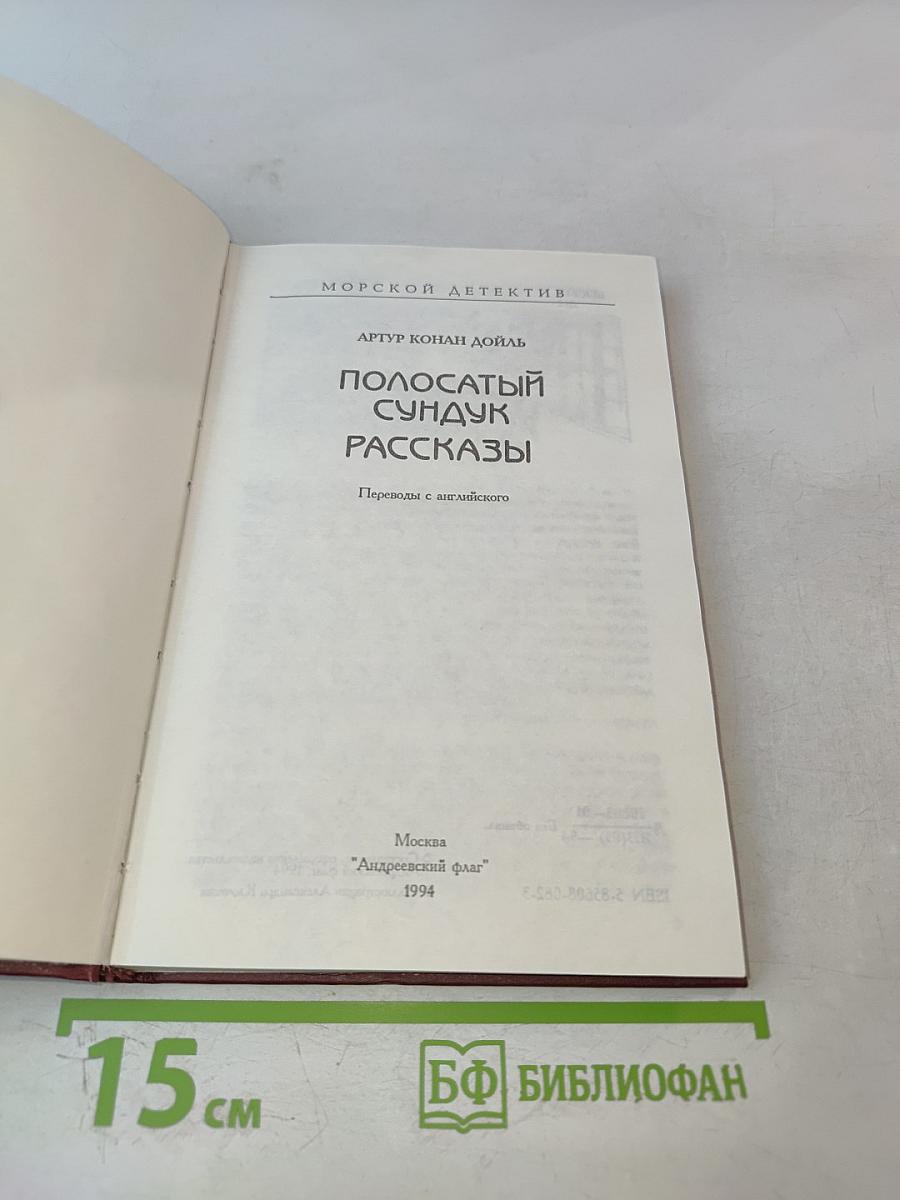 МОРСКОЙ ДЕТЕКТИВ
АРТУР КОНАН ДОЙЛЬ
ПОЛОСАТЫЙ
СУНДУК
РАССКАЗЫ
Переводы с английского
Москва
"Андреевский флаг"
1994
15 см
БФ БИБЛИОФАН